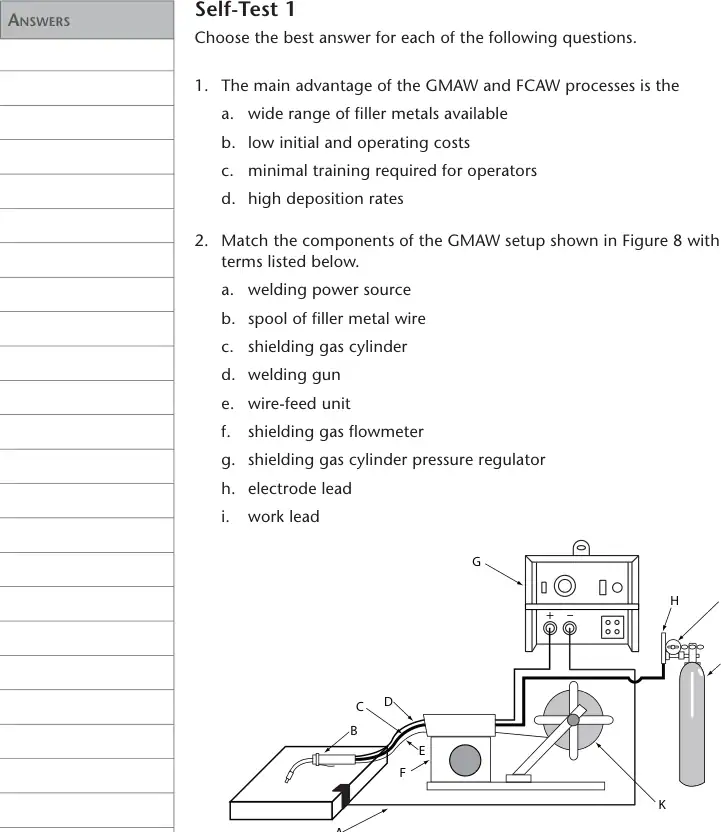 ANSWERS
Self-Test 1
Choose the best answer for each of the following questions.
1. The main advantage of the GMAW and FCAW processes is the
a. wide range of filler metals available
b. low initial and operating costs
c. minimal training required for operators
d. high deposition rates
2. Match the components of the GMAW setup shown in Figure 8 with
terms listed below.
a. welding power source
b. spool of filler metal wire
c. shielding gas cylinder
d. welding gun
e. wire-feed unit
f. shielding gas flowmeter
g. shielding gas cylinder pressure regulator
h. electrode lead
i. work lead
G
H
+ −
D
C
B
E
F
K
A